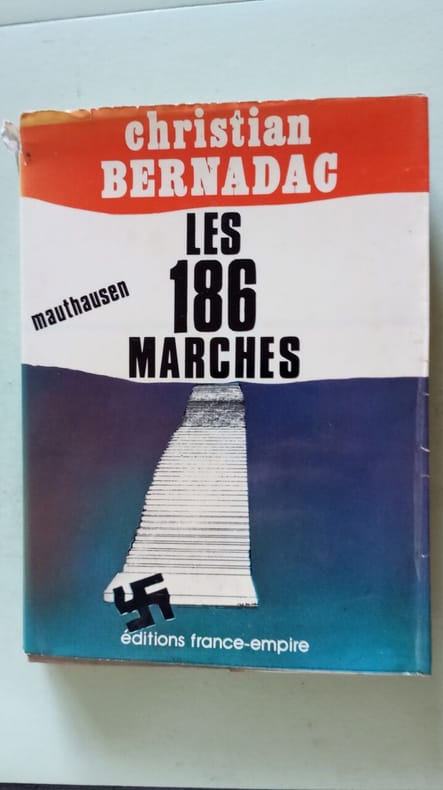 christian
BERNADAC
LES
186
MARCHES
mauthausen
éditions france-empire